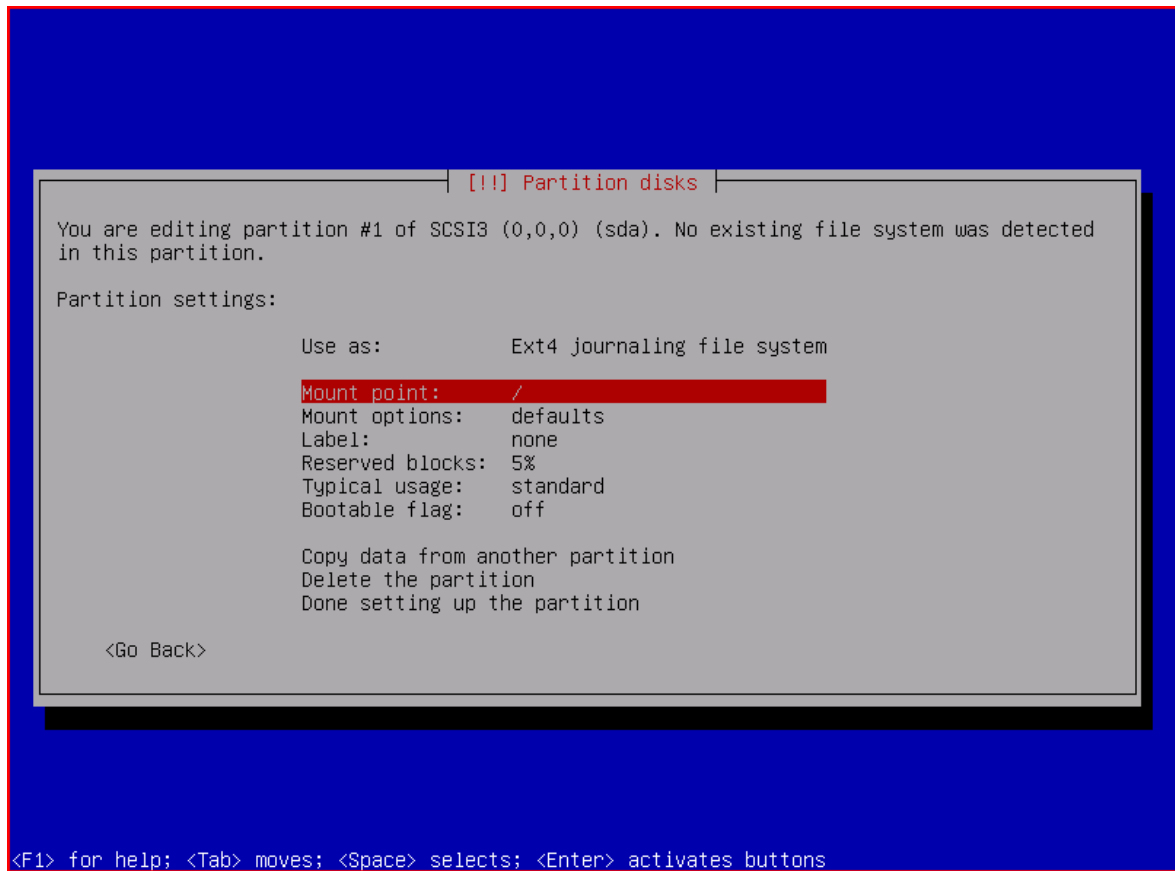 [!!] Partition disks
You are editing partition #1 of SCSI3 (0,0,0) (sda). No existing file system was detected
in this partition.
Partition settings:
Use as: Ext4 journaling file system
Mount point: /
Mount options: defaults
Label: none
Reserved blocks: 5%
Typical usage: standard
Bootable flag: off
Copy data from another partition
Delete the partition
Done setting up the partition
<Go Back>
<F1> for help; <Tab> moves; <Space> selects; <Enter> activates buttons